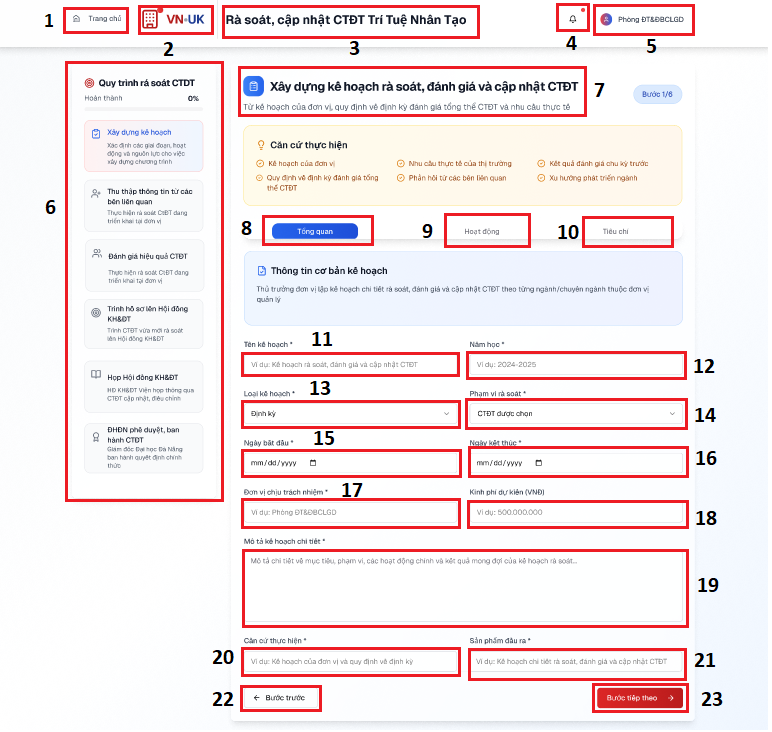 1
Trang chủ
VN-UK
2
Rà soát, cập nhật CTĐT Trí Tuệ Nhân Tạo
3
4
Phòng ĐT&ĐBCLGD
5
6
Quy trình rà soát CTĐT
Hoàn thành 0%
Xây dựng kế hoạch
Xác định các giai đoạn, hoạt
động và nguồn lực cho việc
xây dựng chương trình
Thu thập thông tin từ các
bên liên quan
Thực hiện rà soát CTĐT đang
triển khai tại đơn vị
Đánh giá hiệu quả CTĐT
Thực hiện rà soát CTĐT đang
triển khai tại đơn vị
Trình hồ sơ lên Hội đồng
KH&ĐT
Trình CTĐT vừa mới rà soát
lên Hội đồng KH&ĐT
Họp Hội đồng KH&ĐT
HĐ KH&ĐT Viện họp thông qua
CTĐT cập nhật, điều chỉnh
ĐHĐN phê duyệt, ban
hành CTĐT
Giám đốc Đại học Đà Nẵng
ban hành quyết định chính
thức
Xây dựng kế hoạch rà soát, đánh giá và cập nhật CTĐT
Từ kế hoạch của đơn vị, quy định về định kỳ đánh giá tổng thể CTĐT và nhu cầu thực tế
7
Bước 1/6
Căn cứ thực hiện
Kế hoạch của đơn vị
Nhu cầu thực tế của thị trường
Kết quả đánh giá chu kỳ trước
Quy định về định kỳ đánh giá tổng
thể CTĐT
Phản hồi từ các bên liên quan
Xu hướng phát triển ngành
8
Tổng quan
9
Hoạt động
10
Tiêu chí
Thông tin cơ bản kế hoạch
Thủ trưởng đơn vị lập kế hoạch chi tiết rà soát, đánh giá và cập nhật CTĐT theo từng ngành/chuyên ngành thuộc đơn vị
quản lý
Tên kế hoạch *
11
Ví dụ: Kế hoạch rà soát, đánh giá và cập nhật CTĐT
Năm học *
Ví dụ: 2024-2025
12
Loại kế hoạch *
13
Định kỳ
Phạm vi rà soát *
CTĐT được chọn
14
Ngày bắt đầu *
15
mm/dd/yyyy
Ngày kết thúc *
mm/dd/yyyy
16
Đơn vị chịu trách nhiệm *
17
Ví dụ: Phòng ĐT&ĐBCLGD
Kinh phí dự kiến (VNĐ)
Ví dụ: 500.000.000
18
Mô tả kế hoạch chi tiết *
Mô tả chi tiết về mục tiêu, phạm vi, các hoạt động chính và kết quả mong đợi của kế hoạch rà soát...
19
Căn cứ thực hiện *
20
Ví dụ: Kế hoạch của đơn vị và quy định về định kỳ
Sản phẩm đầu ra *
Ví dụ: Kế hoạch chi tiết rà soát, đánh giá và cập nhật CTĐT
21
22
Bước trước
Bước tiếp theo
23